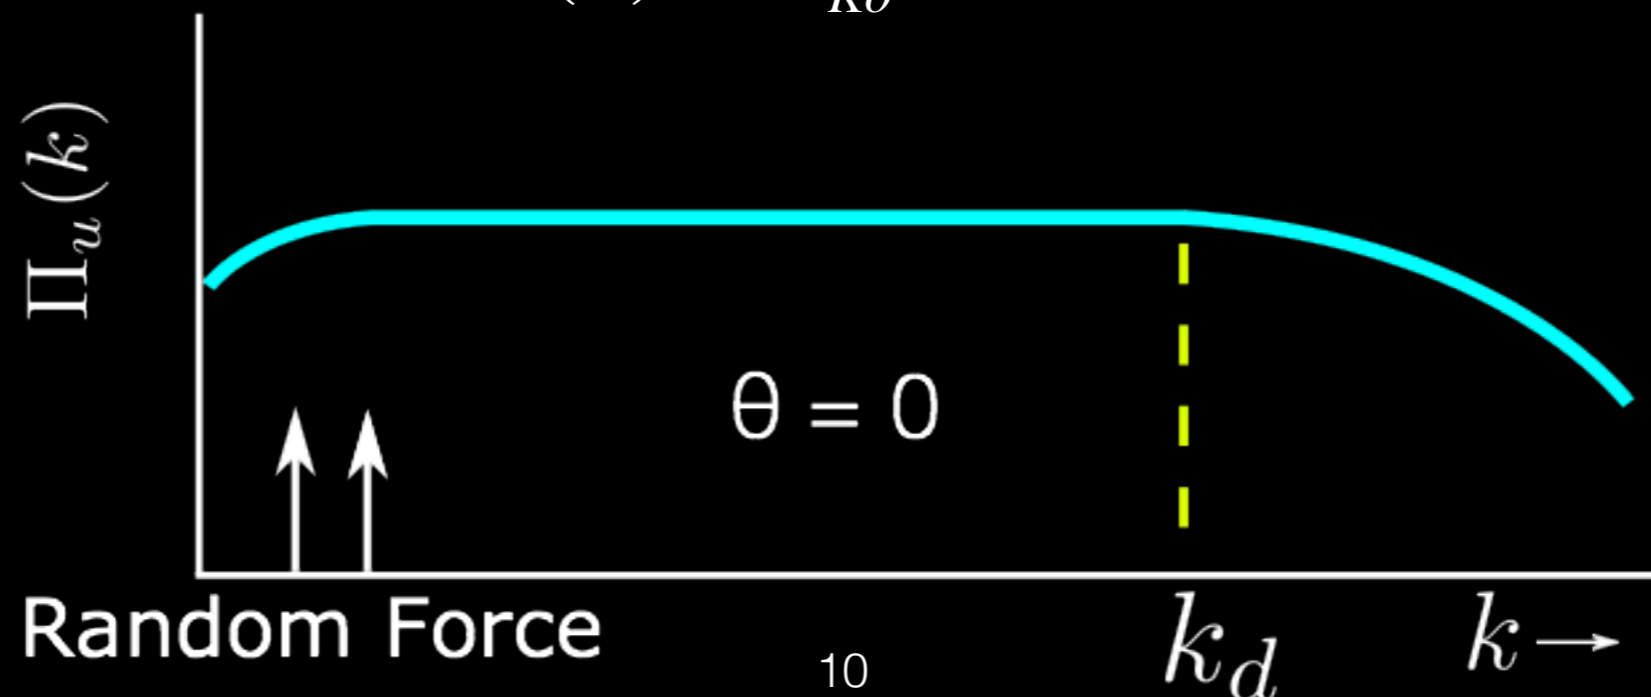 Π_u(k)
θ = 0
Random Force
k_d
k→
10